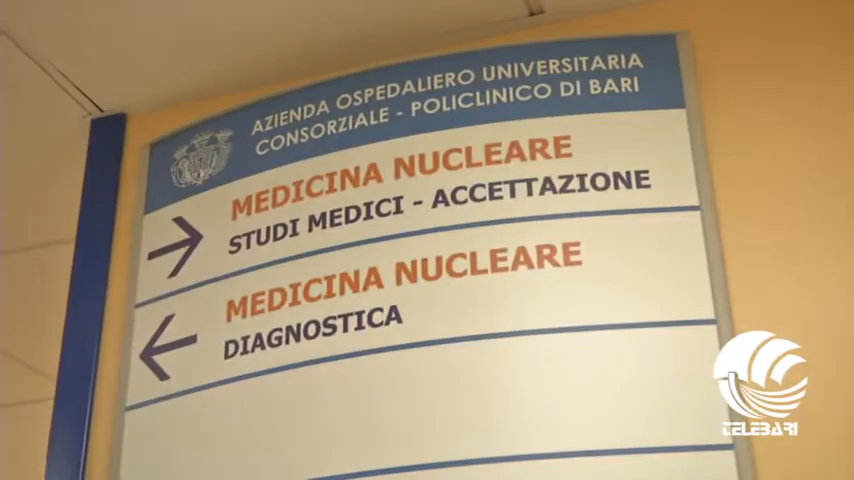 AZIENDA OSPEDALIERO UNIVERSITARIA
CONSORZIALE - POLICLINICO DI BARI
MEDICINA NUCLEARE
STUDI MEDICI - ACCETTAZIONE
MEDICINA NUCLEARE
DIAGNOSTICA
TELEBARI